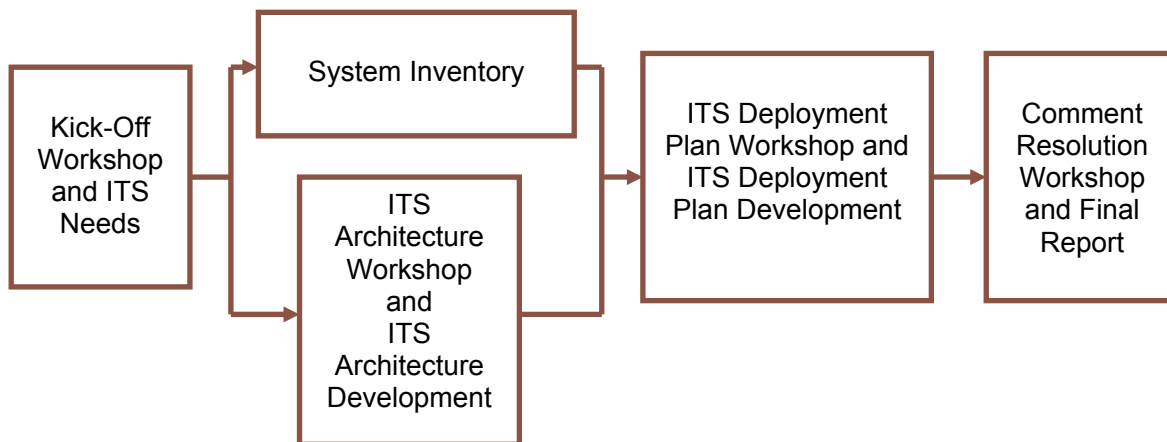 Kick-Off
Workshop
and ITS
Needs
System Inventory
ITS
Architecture
Workshop
and
ITS
Architecture
Development
ITS Deployment
Plan Workshop and
ITS Deployment
Plan Development
Comment
Resolution
Workshop
and Final
Report